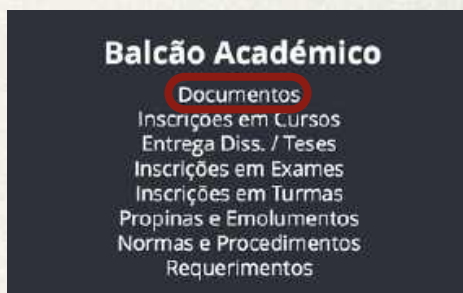 Balcão Académico
Documentos
Inscrições em Cursos
Entrega Diss. / Teses
Inscrições em Exames
Inscrições em Turmas
Propinas e Emolumentos
Normas e Procedimentos
Requerimentos